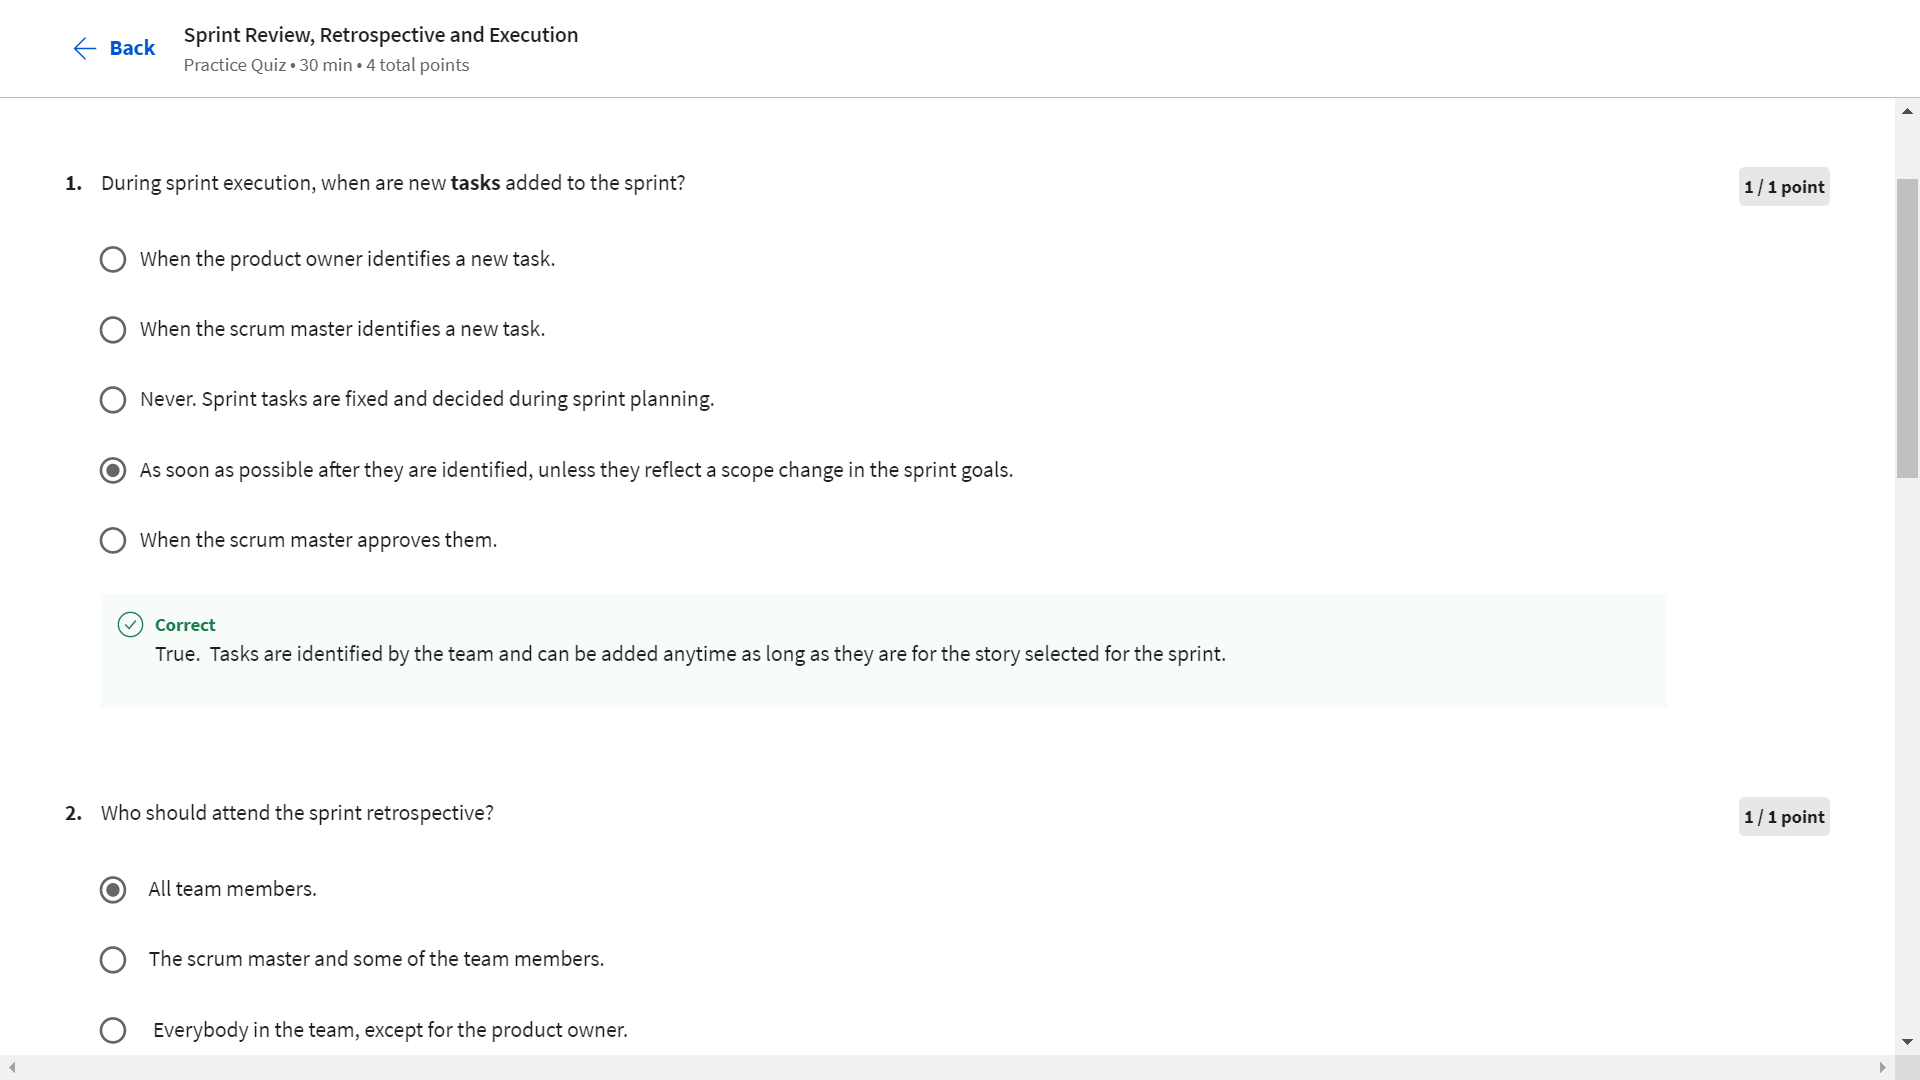 Back
Sprint Review, Retrospective and Execution
Practice Quiz • 30 min • 4 total points
1. During sprint execution, when are new tasks added to the sprint?
1 / 1 point
When the product owner identifies a new task.
When the scrum master identifies a new task.
Never. Sprint tasks are fixed and decided during sprint planning.
As soon as possible after they are identified, unless they reflect a scope change in the sprint goals.
When the scrum master approves them.
Correct
True.  Tasks are identified by the team and can be added anytime as long as they are for the story selected for the sprint.
2. Who should attend the sprint retrospective?
1 / 1 point
All team members.
The scrum master and some of the team members.
Everybody in the team, except for the product owner.